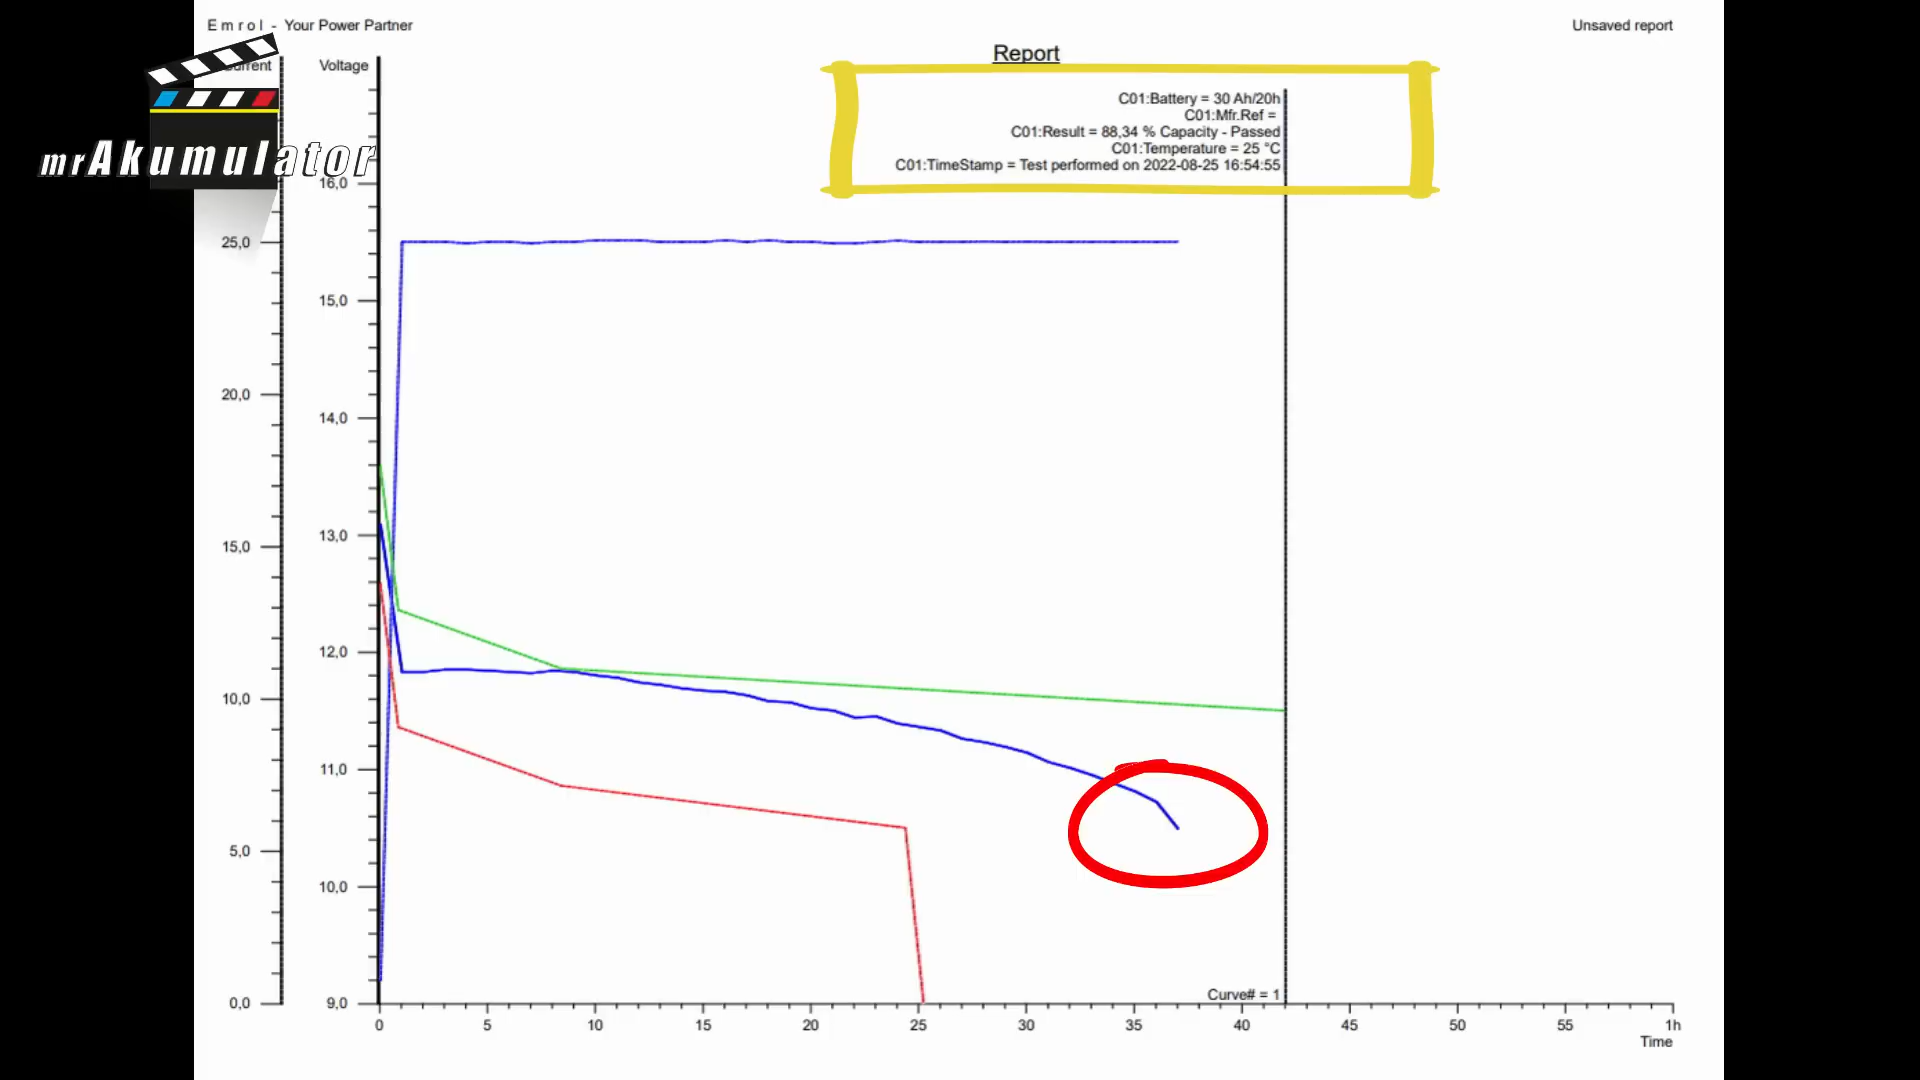 E m r o l - Your Power Partner
Unsaved report
Report
Current
Voltage
mrAkumulator
C01:Battery = 30 Ah/20h
C01:Mfr.Ref =
C01:Result = 88,34 % Capacity - Passed
C01:Temperature = 25 °C
C01:TimeStamp = Test performed on 2022-08-25 16:54:55
16,0
25,0
15,0
20,0
14,0
15,0
13,0
12,0
10,0
11,0
5,0
10,0
0,0
9,0
Curve# = 1
0 5 10 15 20 25 30 35 40 45 50 55 1h
Time